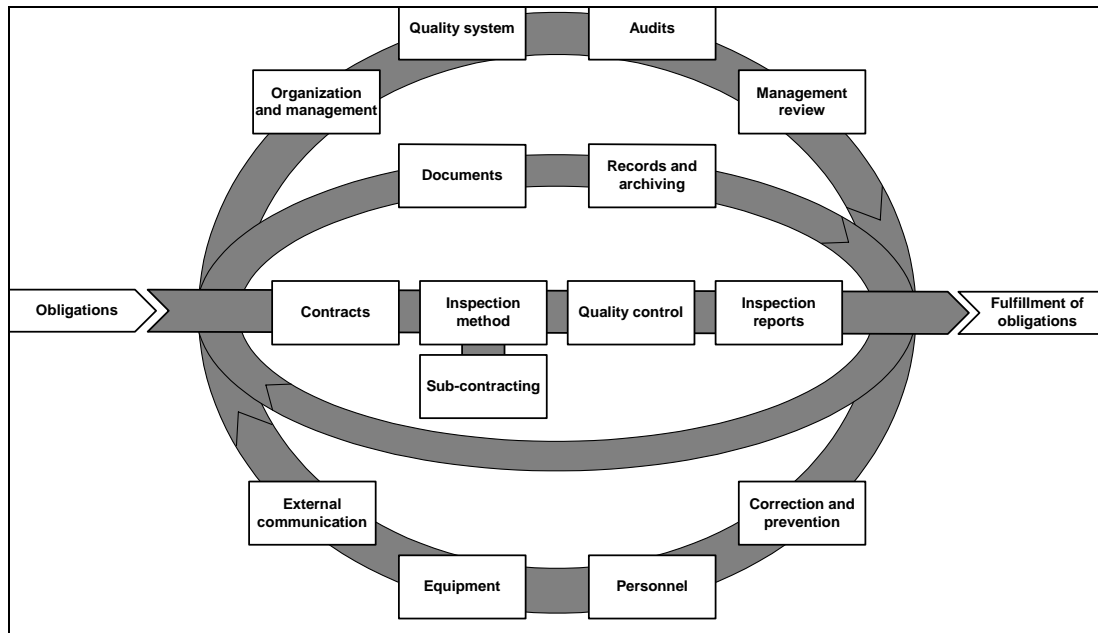 Quality system
Audits
Organization
and management
Management
review
Documents
Records and
archiving
Obligations
Contracts
Inspection
method
Quality control
Inspection
reports
Fulfillment of
obligations
Sub-contracting
External
communication
Correction and
prevention
Equipment
Personnel